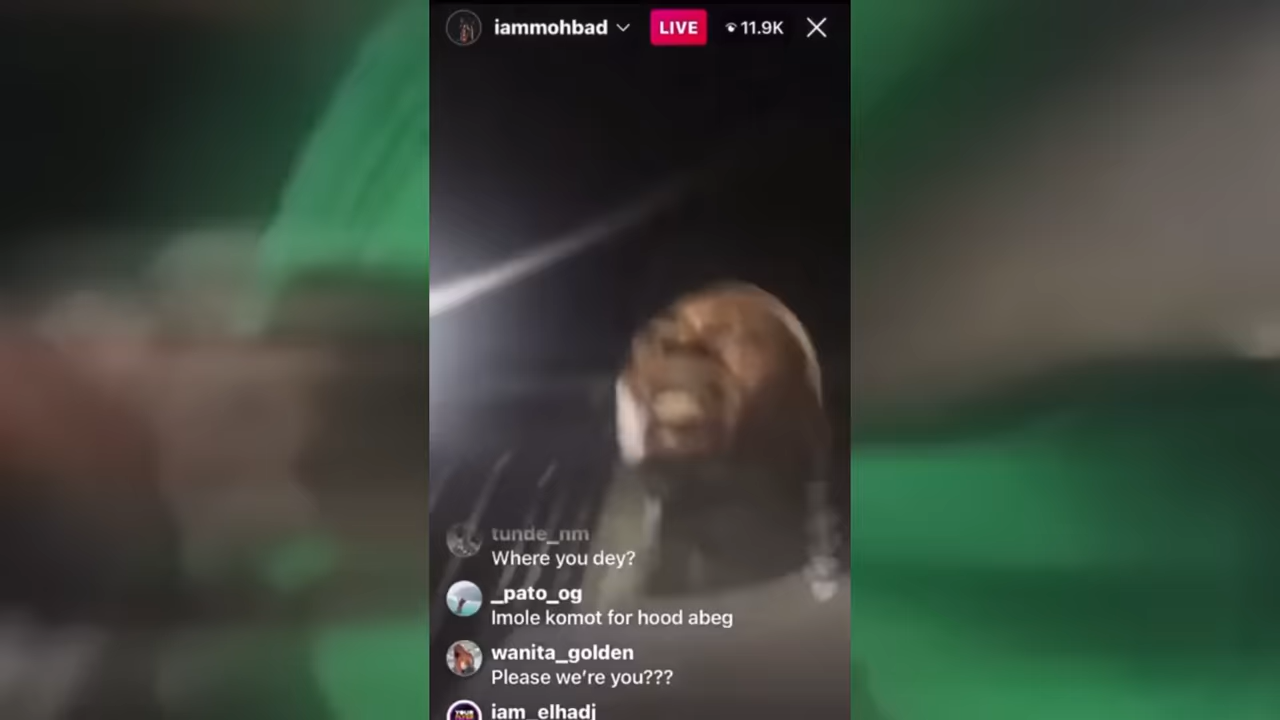 iammohbad LIVE 11.9K
tunde_nm
Where you dey?
_pato_og
Imole komot for hood abeg
wanita_golden
Please we're you???
iam_elhadj